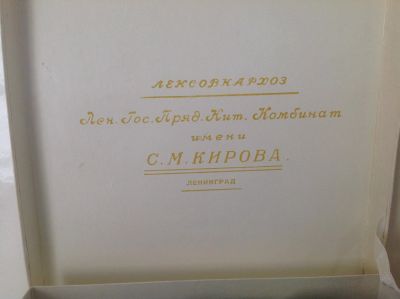 ЛЕНСОВНАРХОЗ
Лен. Гос. Пряд. Нит. Комбинат
имени
С. М. КИРОВА.
ЛЕНИНГРАД